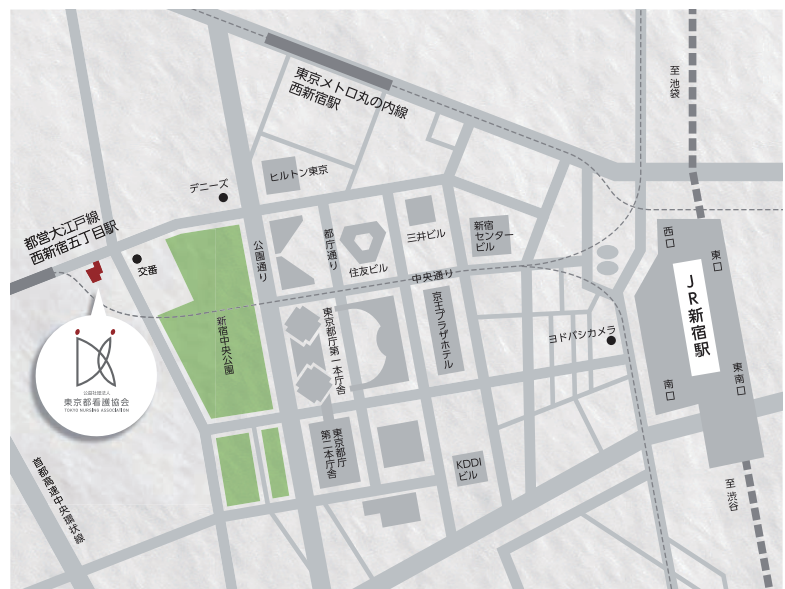 至 池袋
東京メトロ丸の内線
西新宿駅
ヒルトン東京
デニーズ
都営大江戸線
西新宿五丁目駅
交番
公園通り
都庁通り
住友ビル
三井ビル
新宿
センター
ビル
中央通り
西口
東口
JR新宿駅
京王プラザホテル
東京都庁第一本庁舎
新宿中央公園
ヨドバシカメラ
公益社団法人
東京都看護協会
TOKYO NURSING ASSOCIATION
南口
東南口
東京都庁
第二本庁舎
KDDI
ビル
首都高速中央環状線
至 渋谷